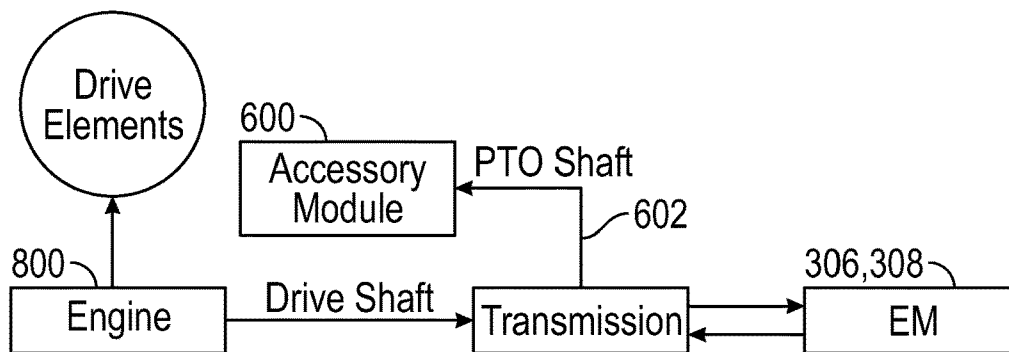 Drive
Elements
600
Accessory
Module
PTO Shaft
602
800
Engine
Drive Shaft
Transmission
306,308
EM